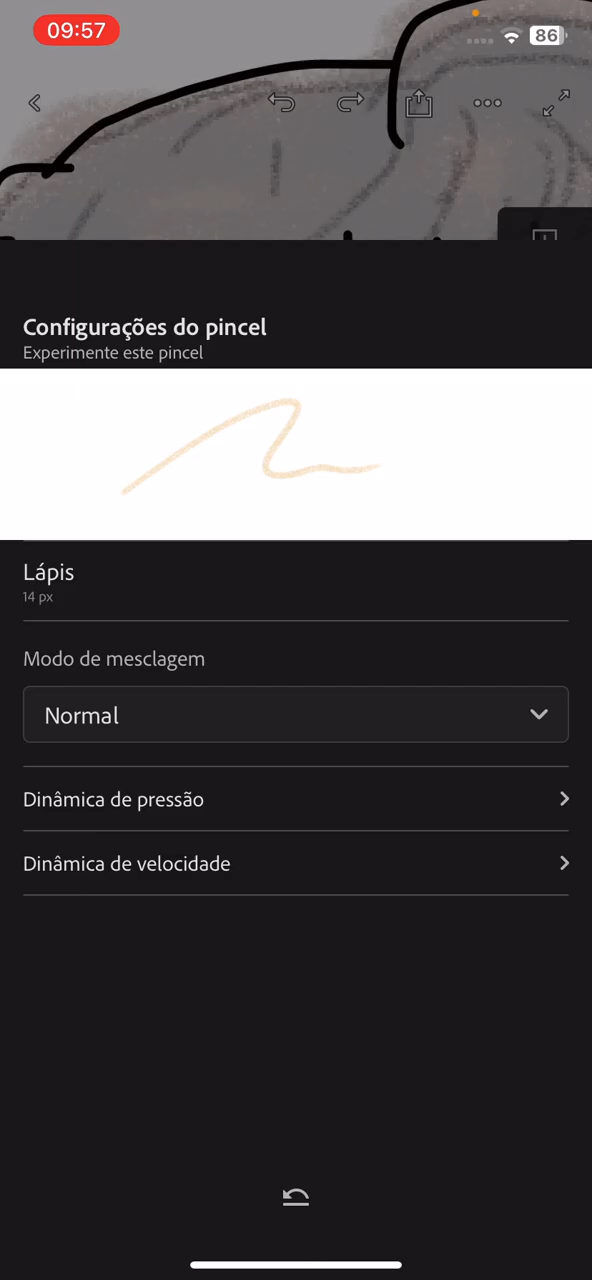 09:57
86
Configurações do pincel
Experimente este pincel
Lápis
14 px
Modo de mesclagem
Normal
Dinâmica de pressão
Dinâmica de velocidade